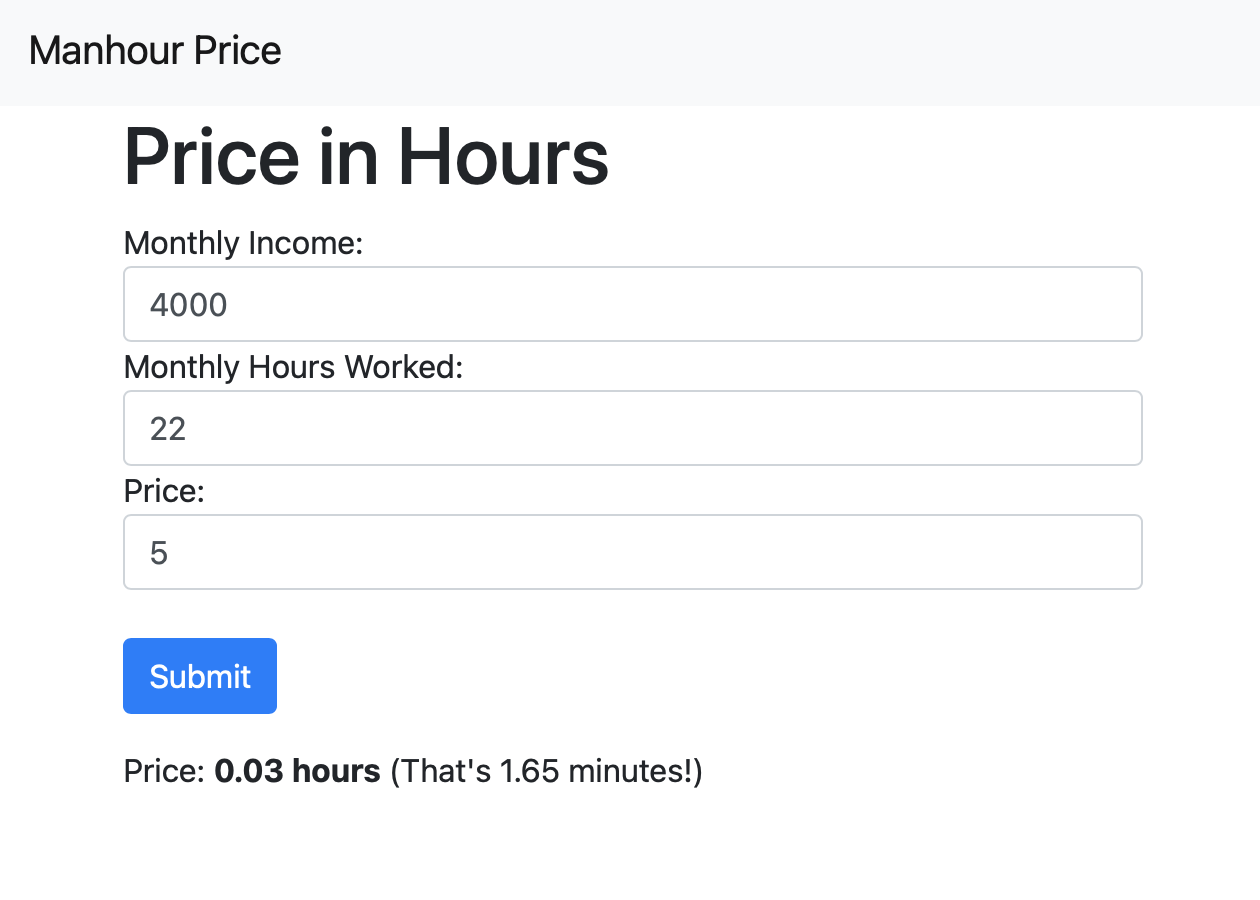 Manhour Price
Price in Hours
Monthly Income:
4000
Monthly Hours Worked:
22
Price:
5
Submit
Price: 0.03 hours (That's 1.65 minutes!)